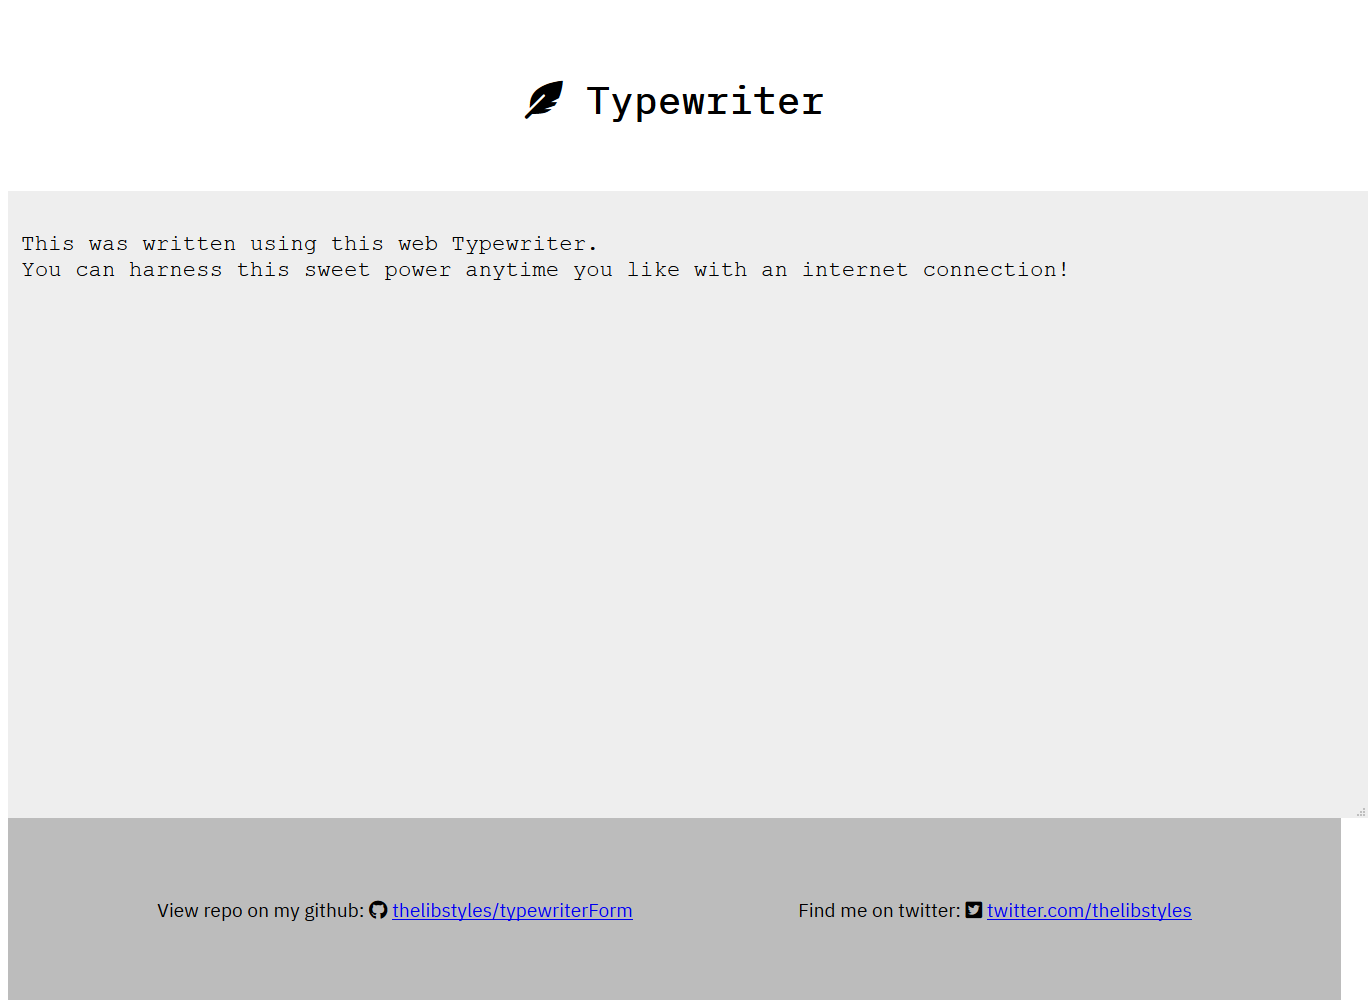 Typewriter
This was written using this web Typewriter.
You can harness this sweet power anytime you like with an internet connection!
View repo on my github: thelibstyles/typewriterForm
Find me on twitter: twitter.com/thelibstyles